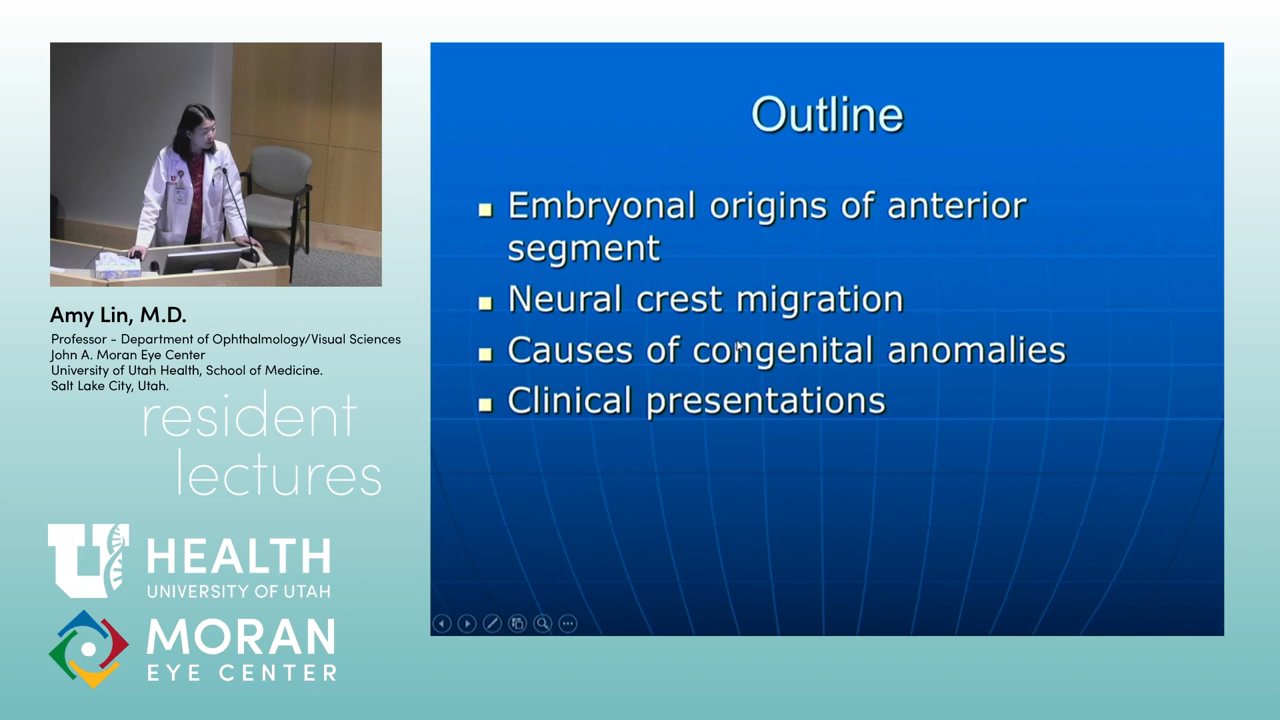 Outline
Embryonal origins of anterior
segment
Neural crest migration
Causes of congenital anomalies
Clinical presentations
Amy Lin, M.D.
Professor - Department of Ophthalmology/Visual Sciences
John A. Moran Eye Center
University of Utah Health, School of Medicine.
Salt Lake City, Utah.
resident
lectures
U HEALTH
UNIVERSITY OF UTAH
MORAN
EYE CENTER